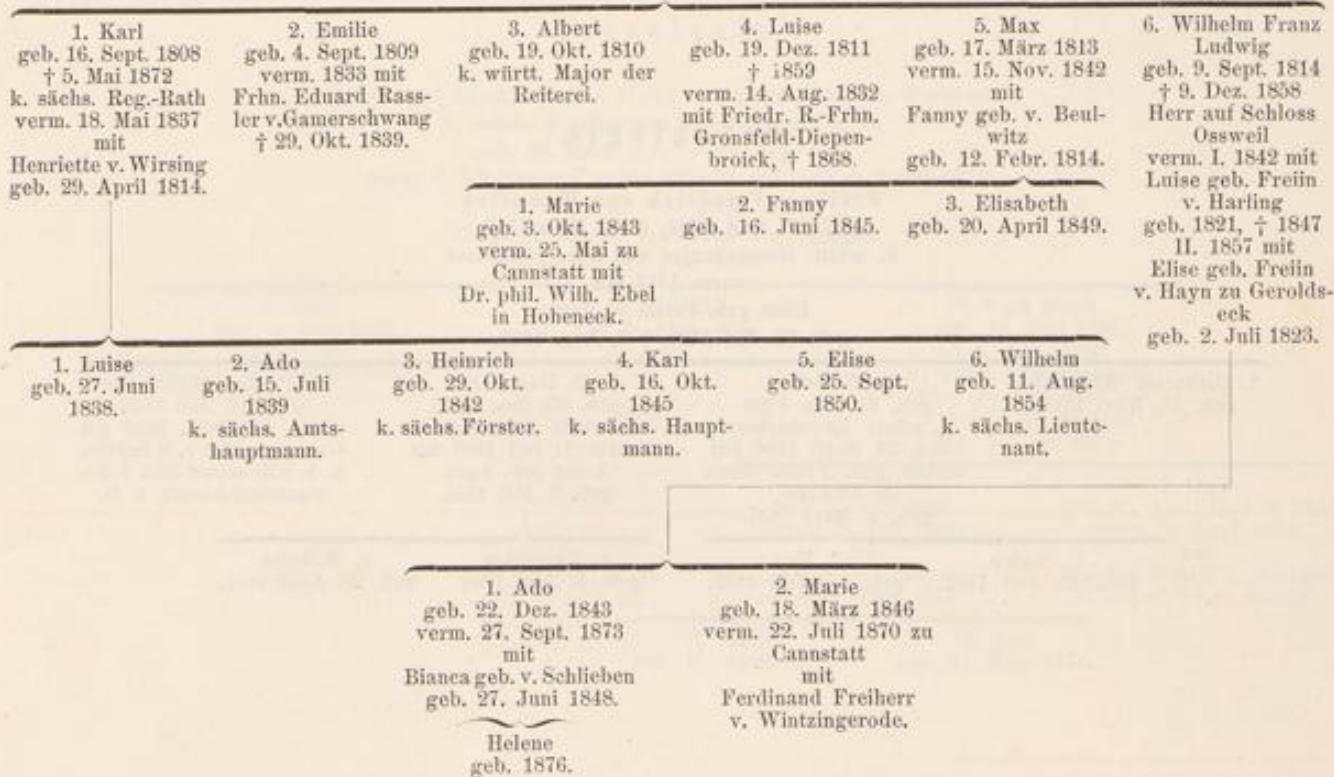 1. Karl
geb. 16. Sept. 1808
† 5. Mai 1872
k. sächs. Reg.-Rath
verm. 18. Mai 1837
mit
Henriette v. Wirsing
geb. 29. April 1814.
2. Emilie
geb. 4. Sept. 1809
verm. 1833 mit
Frhn. Eduard Rass-
ler v. Gamerschwang
† 29. Okt. 1839.
3. Albert
geb. 19. Okt. 1810
k. württ. Major der
Reiterei.
4. Luise
geb. 19. Dez. 1811
† 1859
verm. 14. Aug. 1832
mit Friedr. R.-Frhn.
Gronsfeld-Diepen-
broick, † 1868.
5. Max
geb. 17. März 1813
verm. 15. Nov. 1842
mit
Fanny geb. v. Beul-
witz
geb. 12. Febr. 1814.
6. Wilhelm Franz
Ludwig
geb. 9. Sept. 1814
† 9. Dez. 1858
Herr auf Schloss
Ossweil
verm. I. 1842 mit
Luise geb. Freiin
v. Harling
geb. 1821, † 1847
II. 1857 mit
Elise geb. Freiin
v. Hayn zu Gerolds-
eck
geb. 2. Juli 1823.
1. Marie
geb. 3. Okt. 1843
verm. 25. Mai zu
Cannstatt mit
Dr. phil. Wilh. Ebel
in Hoheneck.
2. Fanny
geb. 16. Juni 1845.
3. Elisabeth
geb. 20. April 1849.
1. Luise
geb. 27. Juni
1838.
2. Ado
geb. 15. Juli
1839
k. sächs. Amts-
hauptmann.
3. Heinrich
geb. 29. Okt.
1842
k. sächs. Förster.
4. Karl
geb. 16. Okt.
1845
k. sächs. Haupt-
mann.
5. Elise
geb. 25. Sept.
1850.
6. Wilhelm
geb. 11. Aug.
1854
k. sächs. Lieute-
nant.
1. Ado
geb. 22. Dez. 1843
verm. 27. Sept. 1873
mit
Bianca geb. v. Schlieben
geb. 27. Juni 1848.
2. Marie
geb. 18. März 1846
verm. 22. Juli 1870 zu
Cannstatt
mit
Ferdinand Freiherr
v. Wintzingerode.
Helene
geb. 1876.